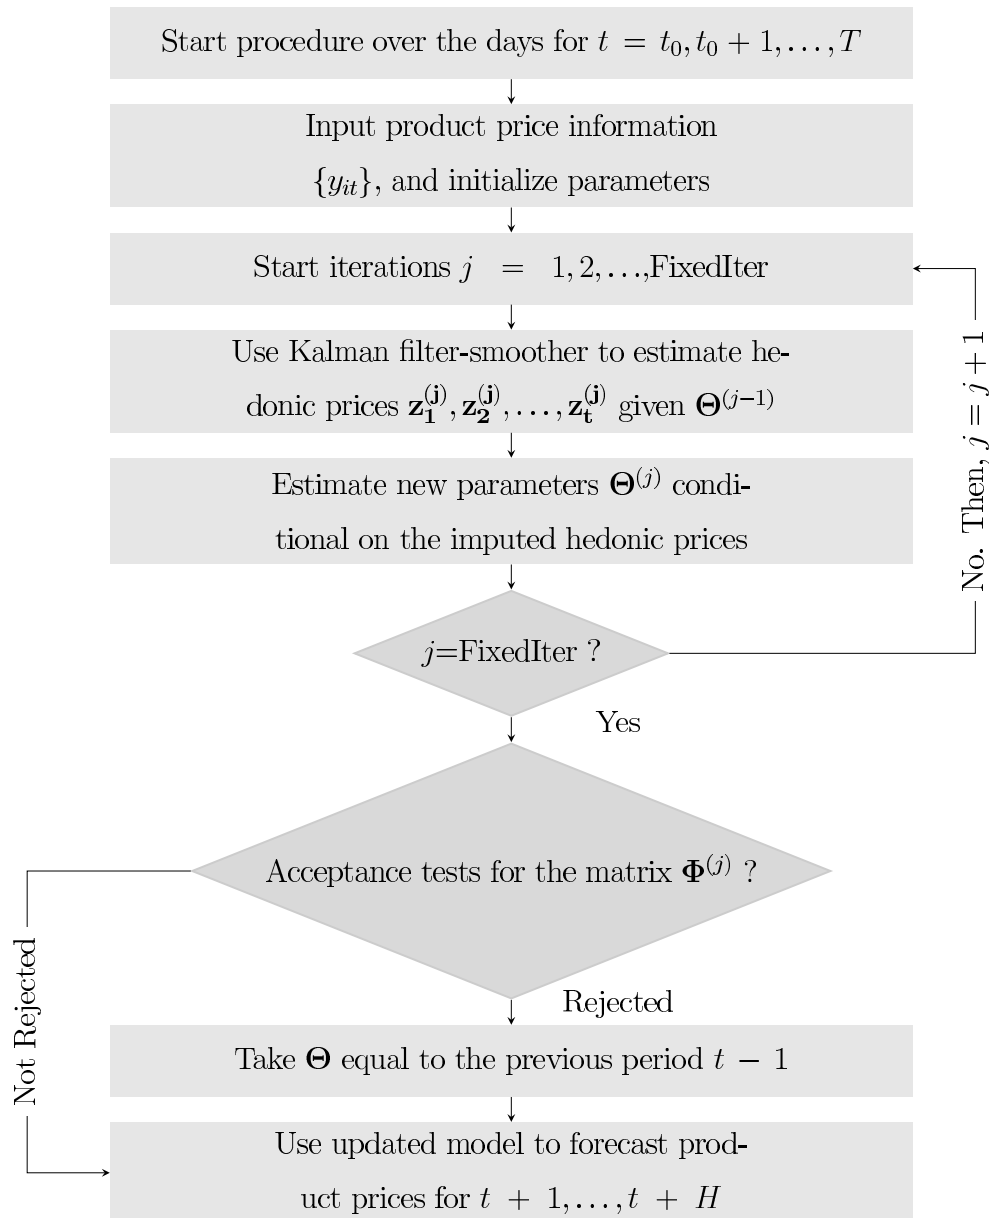 Start procedure over the days for t = t₀, t₀ + 1, . . . , T
Input product price information
{yᵢₜ}, and initialize parameters
Start iterations j = 1, 2, . . . ,FixedIter
Use Kalman filter-smoother to estimate he-
donic prices z₁⁽ʲ⁾, z₂⁽ʲ⁾, . . . , zₜ⁽ʲ⁾ given Θ⁽ʲ⁻¹⁾
Estimate new parameters Θ⁽ʲ⁾ condi-
tional on the imputed hedonic prices
j=FixedIter ?
No. Then, j = j + 1
Yes
Acceptance tests for the matrix Φ⁽ʲ⁾ ?
Not Rejected
Rejected
Take Θ equal to the previous period t − 1
Use updated model to forecast prod-
uct prices for t + 1, . . . , t + H